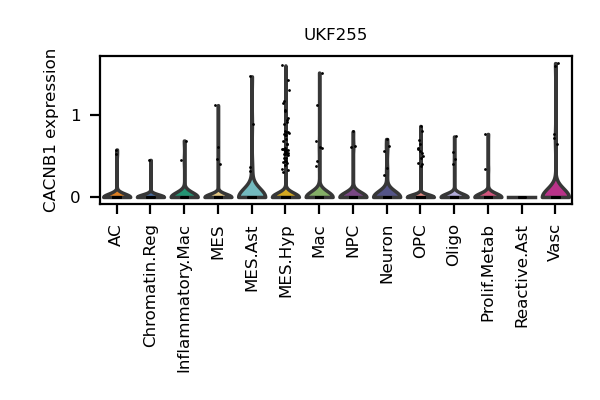 UKF255
CACNB1 expression
1
0
AC
Chromatin.Reg
Inflammatory.Mac
MES
MES.Ast
MES.Hyp
Mac
NPC
Neuron
OPC
Oligo
Prolif.Metab
Reactive.Ast
Vasc